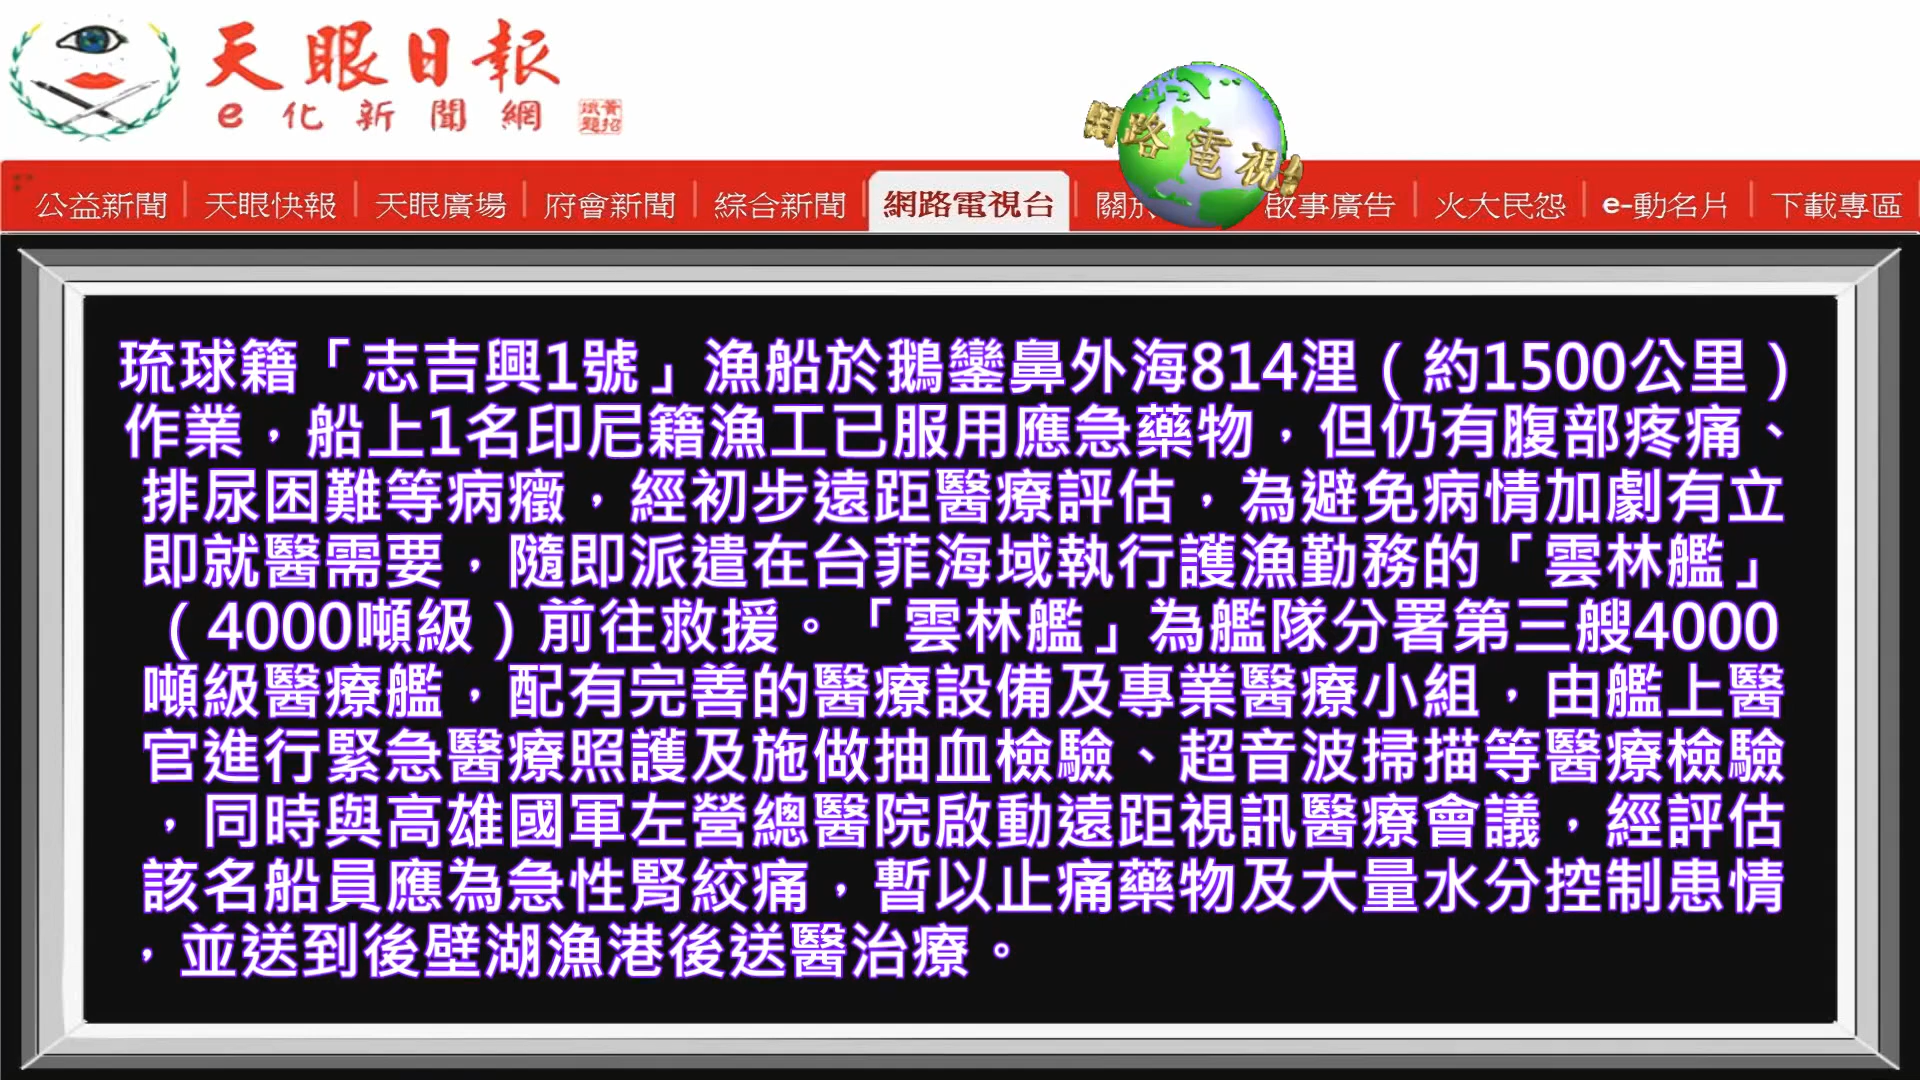 天眼日報
e化新聞網
公益新聞
天眼快報
天眼廣場
府會新聞
綜合新聞
網路電視台
關於
啟事廣告
火大民怨
e-動名片
下載專區
網路電視台
琉球籍「志吉興1號」漁船於鵝鑾鼻外海814浬（約1500公里）
作業，船上1名印尼籍漁工已服用應急藥物，但仍有腹部疼痛、
排尿困難等病癥，經初步遠距醫療評估，為避免病情加劇有立
即就醫需要，隨即派遣在台菲海域執行護漁勤務的「雲林艦」
（4000噸級）前往救援。「雲林艦」為艦隊分署第三艘4000
噸級醫療艦，配有完善的醫療設備及專業醫療小組，由艦上醫
官進行緊急醫療照護及施做抽血檢驗、超音波掃描等醫療檢驗
，同時與高雄國軍左營總醫院啟動遠距視訊醫療會議，經評估
該名船員應為急性腎絞痛，暫以止痛藥物及大量水分控制患情
，並送到後壁湖漁港後送醫治療。